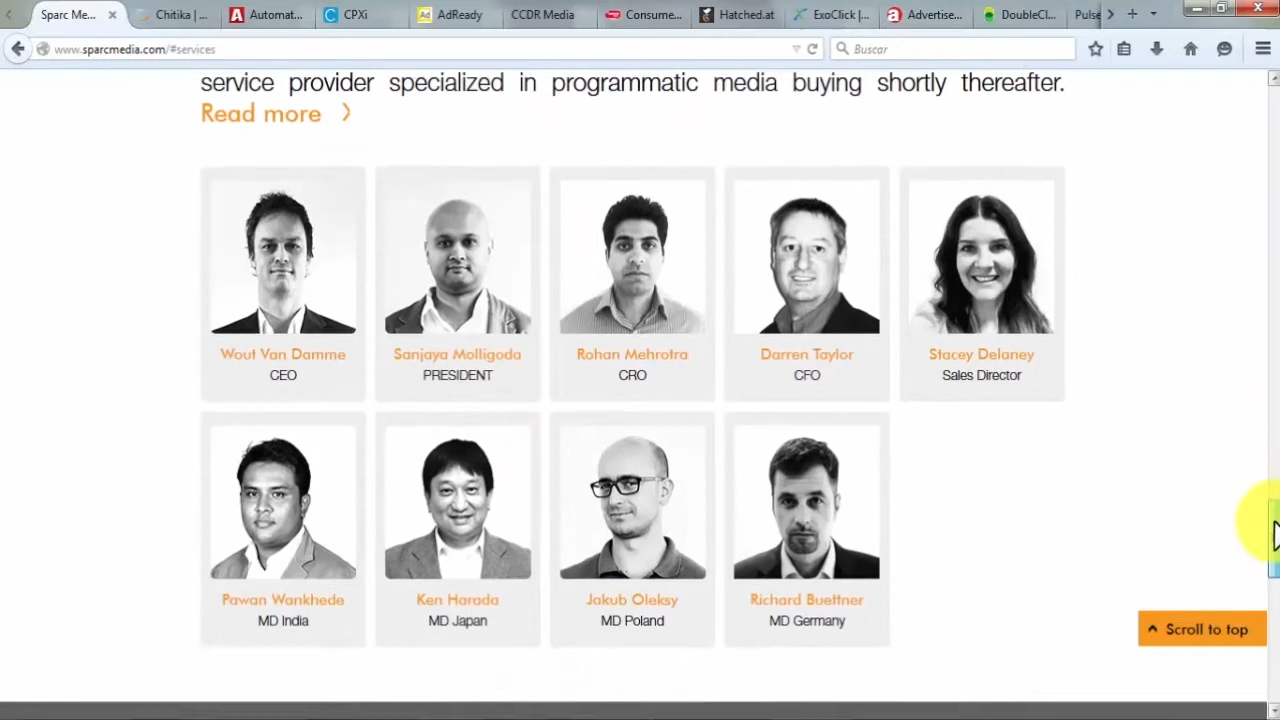 Sparc Me...
Chitika | ...
Automat...
CPXi
AdReady
CCDR Media
Consume...
Hatched.at
ExoClick |...
Advertise...
DoubleCl...
Pulse
www.sparcmedia.com/#services
Buscar
service provider specialized in programmatic media buying shortly thereafter.
Read more
Wout Van Damme
CEO
Sanjaya Molligoda
PRESIDENT
Rohan Mehrotra
CRO
Darren Taylor
CFO
Stacey Delaney
Sales Director
Pawan Wankhede
MD India
Ken Harada
MD Japan
Jakub Oleksy
MD Poland
Richard Buettner
MD Germany
Scroll to top